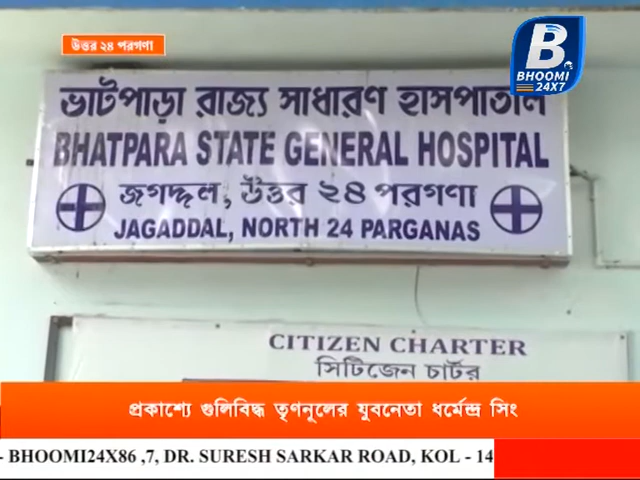 উত্তর ২৪ পরগণা
B
BHOOMI
24X7
ভাটপাড়া রাজ্য সাধারণ হাসপাতাল
BHATPARA STATE GENERAL HOSPITAL
জগদ্দল, উত্তর ২৪ পরগণা
JAGADDAL, NORTH 24 PARGANAS
CITIZEN CHARTER
সিটিজেন চার্টার
প্রকাশ্যে গুলিবিদ্ধ তৃণনূলের যুবনেতা ধর্মেন্দ্র সিং
- BHOOMI24X86 ,7, DR. SURESH SARKAR ROAD, KOL - 14